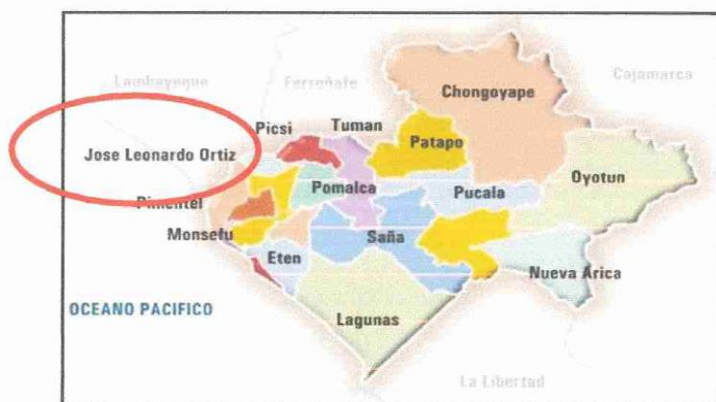 Lambayeque
Ferreñafe
Cajamarca
Chongoyape
Picsi
Tuman
Patapo
Jose Leonardo Ortiz
Oyotun
Pomalca
Pucala
Pimentel
Monsefu
Saña
Eten
Nueva Arica
OCEANO PACIFICO
Lagunas
La Libertad